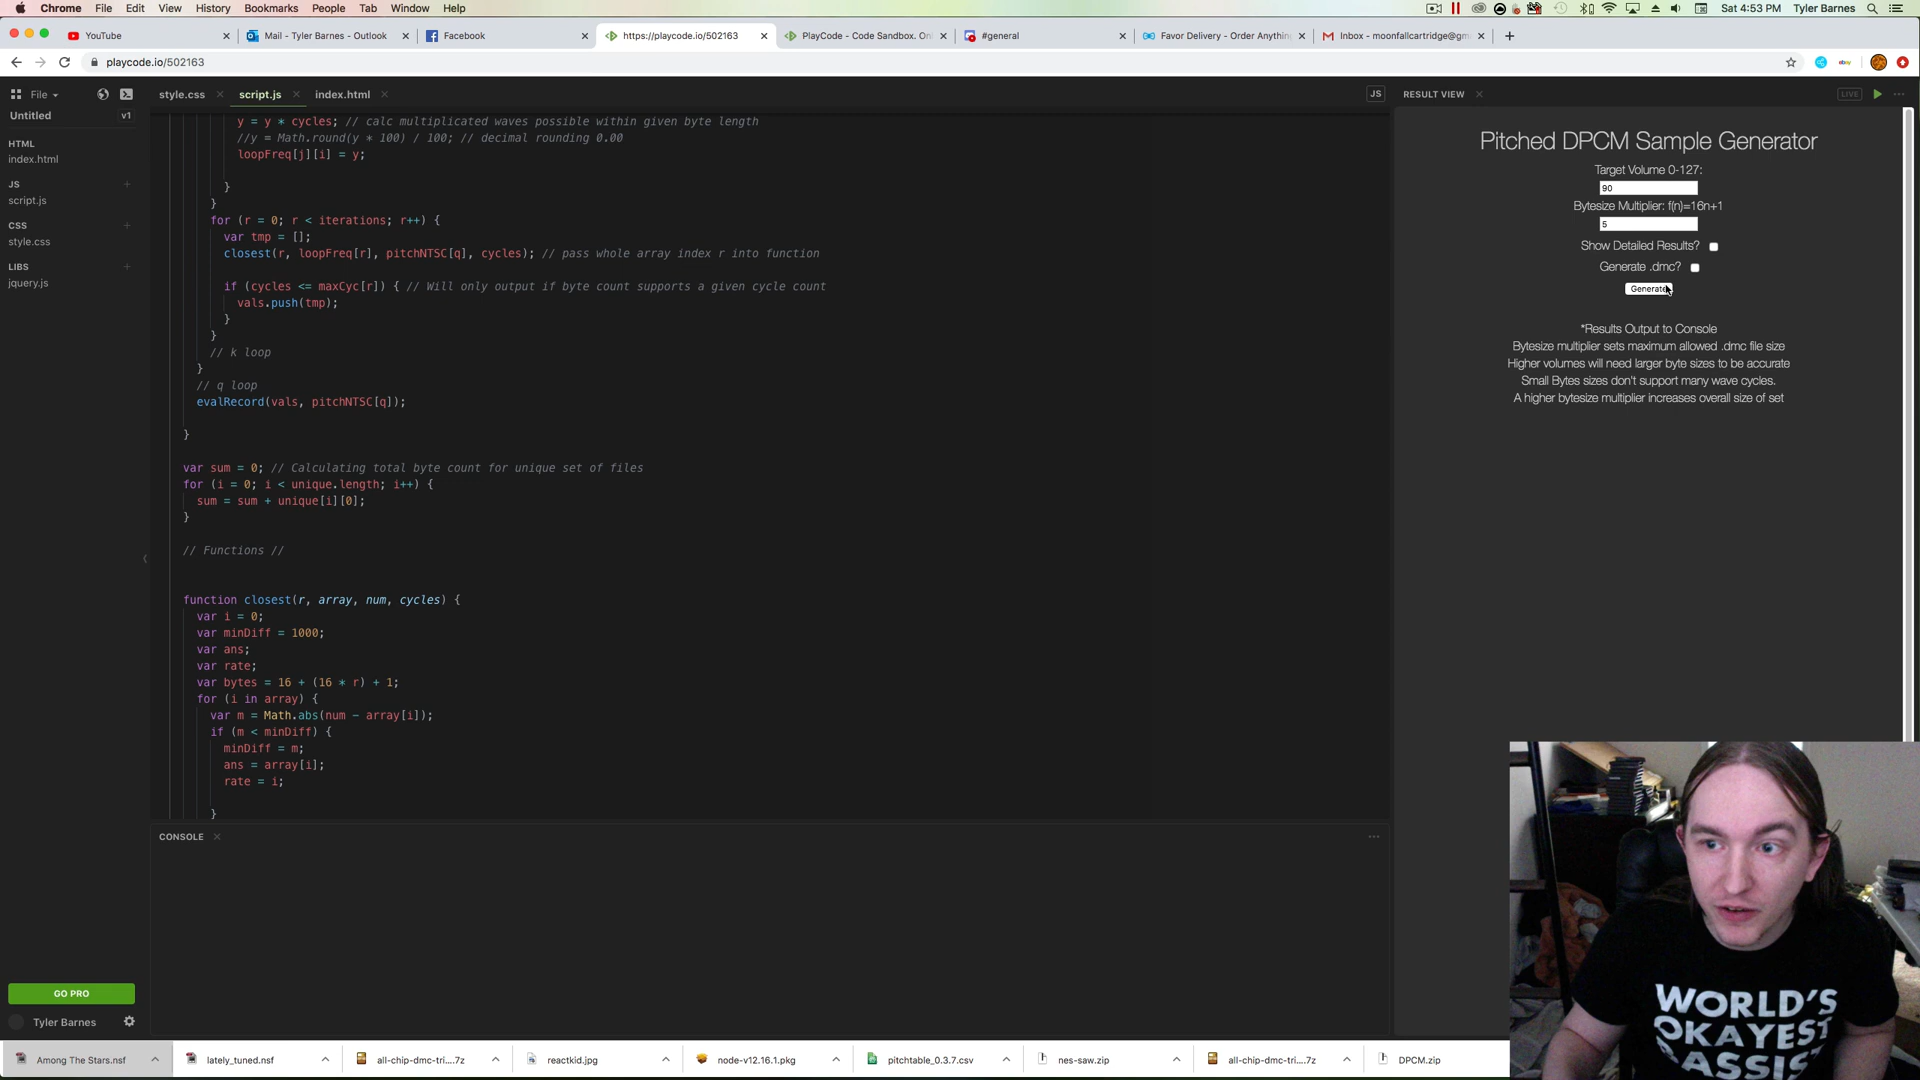 Chrome File Edit View History Bookmarks People Tab Window Help
Sat 4:53 PM Tyler Barnes
YouTube
Mail - Tyler Barnes - Outlook
Facebook
https://playcode.io/502163
PlayCode - Code Sandbox. Onl
#general
Favor Delivery - Order Anything
Inbox - moonfallcartridge@gm
playcode.io/502163
ebay
File
style.css
script.js
index.html
JS
RESULT VIEW
LIVE
Untitled
v1
HTML
index.html
JS
script.js
CSS
style.css
LIBS
jquery.js
y = y * cycles; // calc multiplicated waves possible within given byte length
//y = Math.round(y * 100) / 100; // decimal rounding 0.00
loopFreq[j][i] = y;
}
}
for (r = 0; r < iterations; r++) {
var tmp = [];
closest(r, loopFreq[r], pitchNTSC[q], cycles); // pass whole array index r into function
if (cycles <= maxCyc[r]) { // Will only output if byte count supports a given cycle count
vals.push(tmp);
}
}
// k loop
}
// q loop
evalRecord(vals, pitchNTSC[q]);
}
var sum = 0; // Calculating total byte count for unique set of files
for (i = 0; i < unique.length; i++) {
sum = sum + unique[i][0];
}
// Functions //
function closest(r, array, num, cycles) {
var i = 0;
var minDiff = 1000;
var ans;
var rate;
var bytes = 16 + (16 * r) + 1;
for (i in array) {
var m = Math.abs(num - array[i]);
if (m < minDiff) {
minDiff = m;
ans = array[i];
rate = i;
}
CONSOLE
Pitched DPCM Sample Generator
Target Volume 0-127:
90
Bytesize Multiplier: f(n)=16n+1
5
Show Detailed Results?
Generate .dmc?
Generate
*Results Output to Console
Bytesize multiplier sets maximum allowed .dmc file size
Higher volumes will need larger byte sizes to be accurate
Small Bytes sizes don't support many wave cycles.
A higher bytesize multiplier increases overall size of set
GO PRO
Tyler Barnes
WORLD'S
OKAYEST
BASSIST
Among The Stars.nsf
lately_tuned.nsf
all-chip-dmc-tri....7z
reactkid.jpg
node-v12.16.1.pkg
pitchtable_0.3.7.csv
nes-saw.zip
all-chip-dmc-tri....7z
DPCM.zip